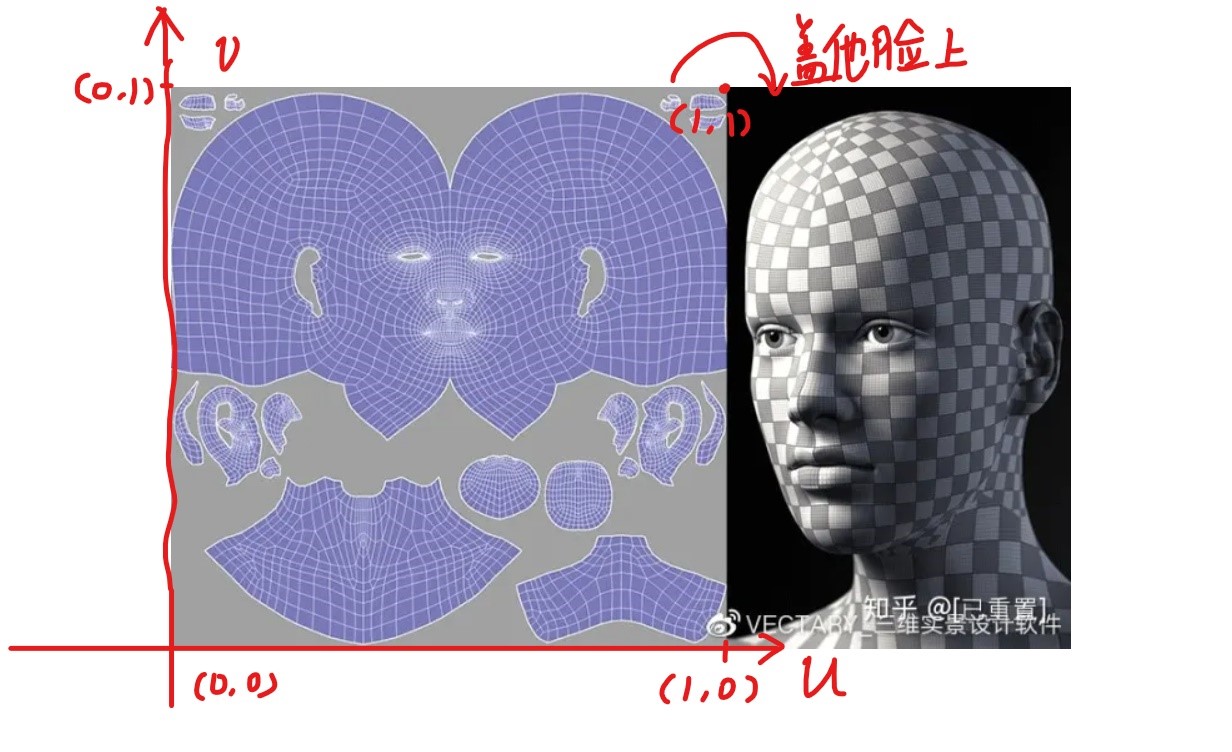 υ
盖他脸上
(0,1)
(1,1)
知乎 @[已重置]
VECTARY_三维实景设计软件
(0,0)
(1,0)
u